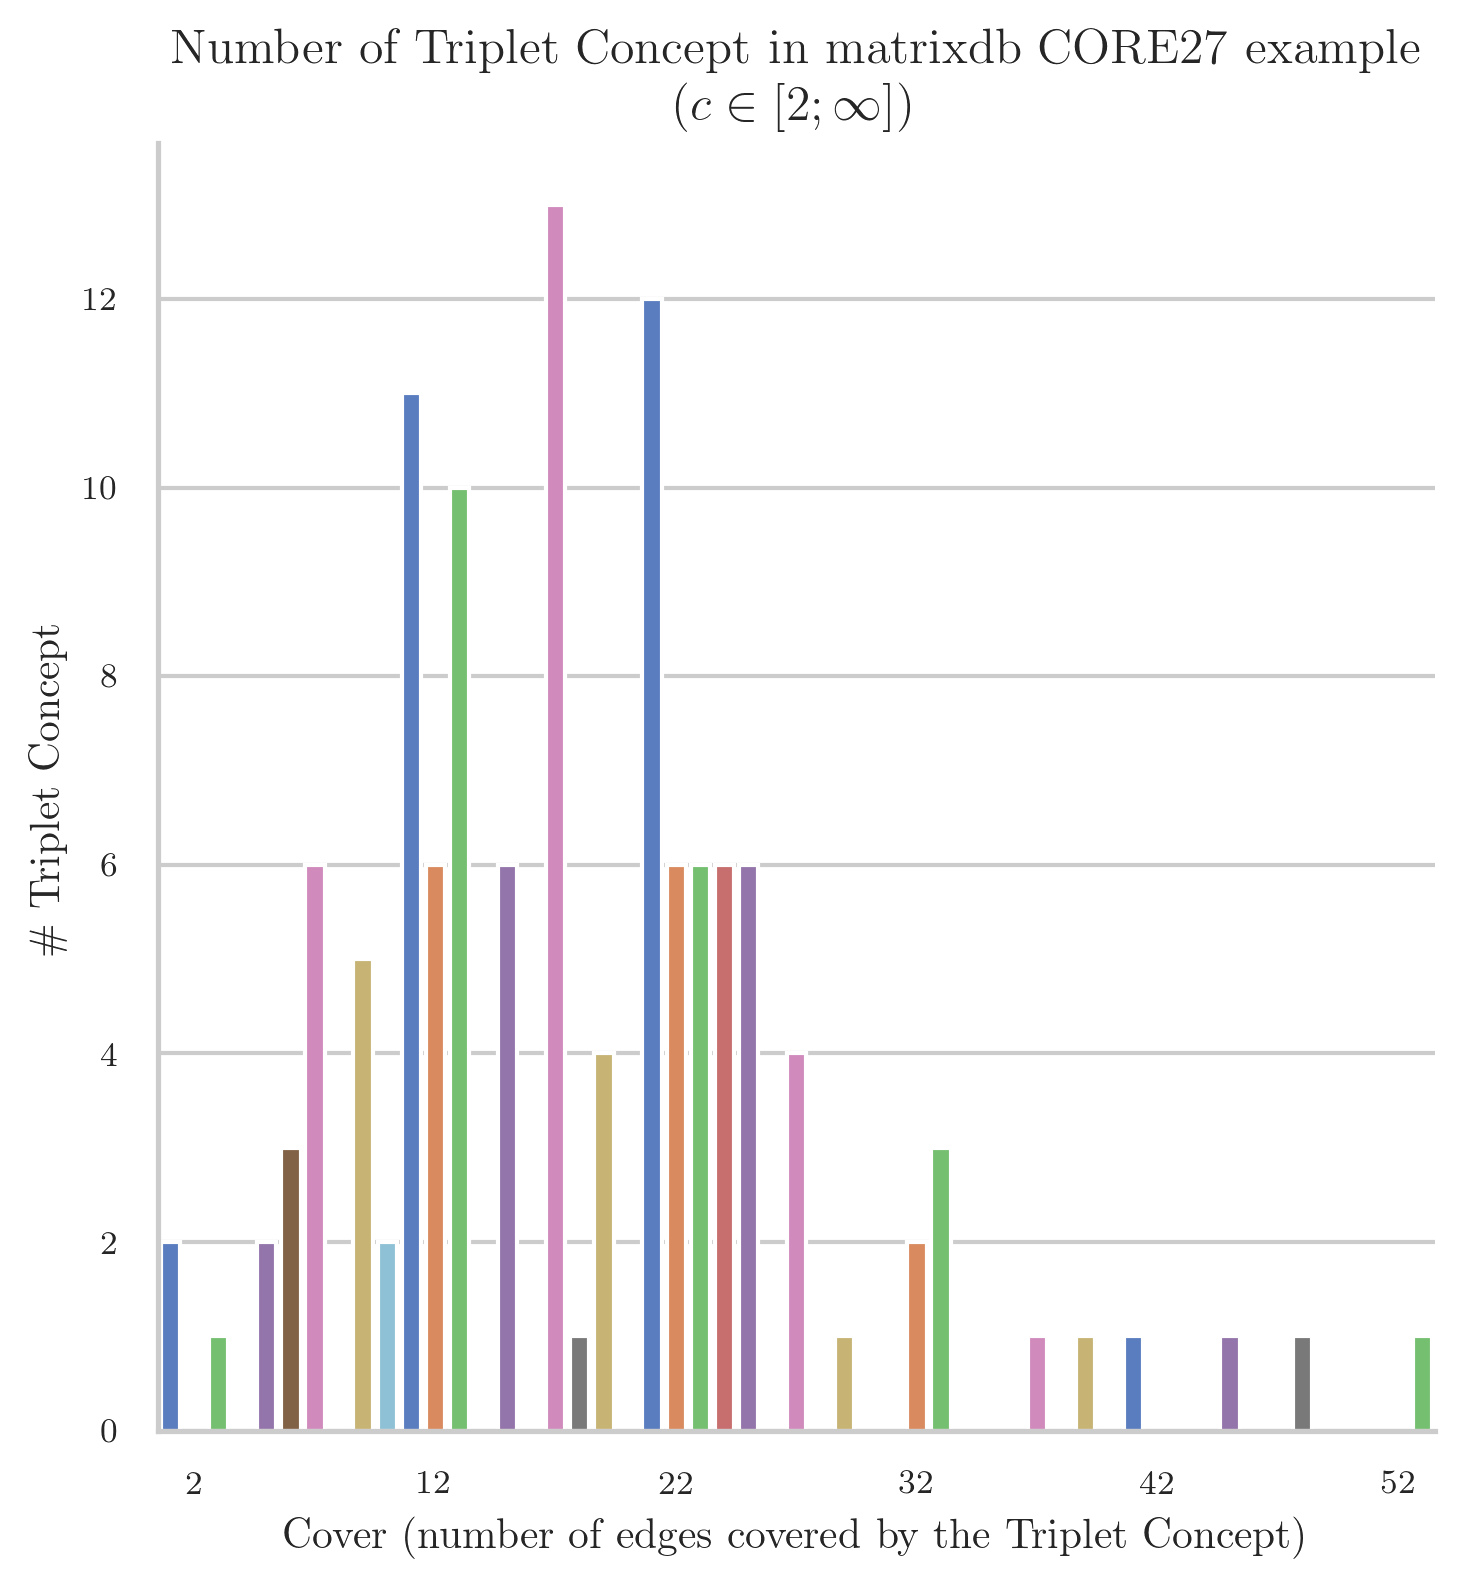 Number of Triplet Concept in matrixdb CORE27 example
(c ∈ [2; ∞])
12
10
8
6
4
2
0
# Triplet Concept
2 12 22 32 42 52
Cover (number of edges covered by the Triplet Concept)